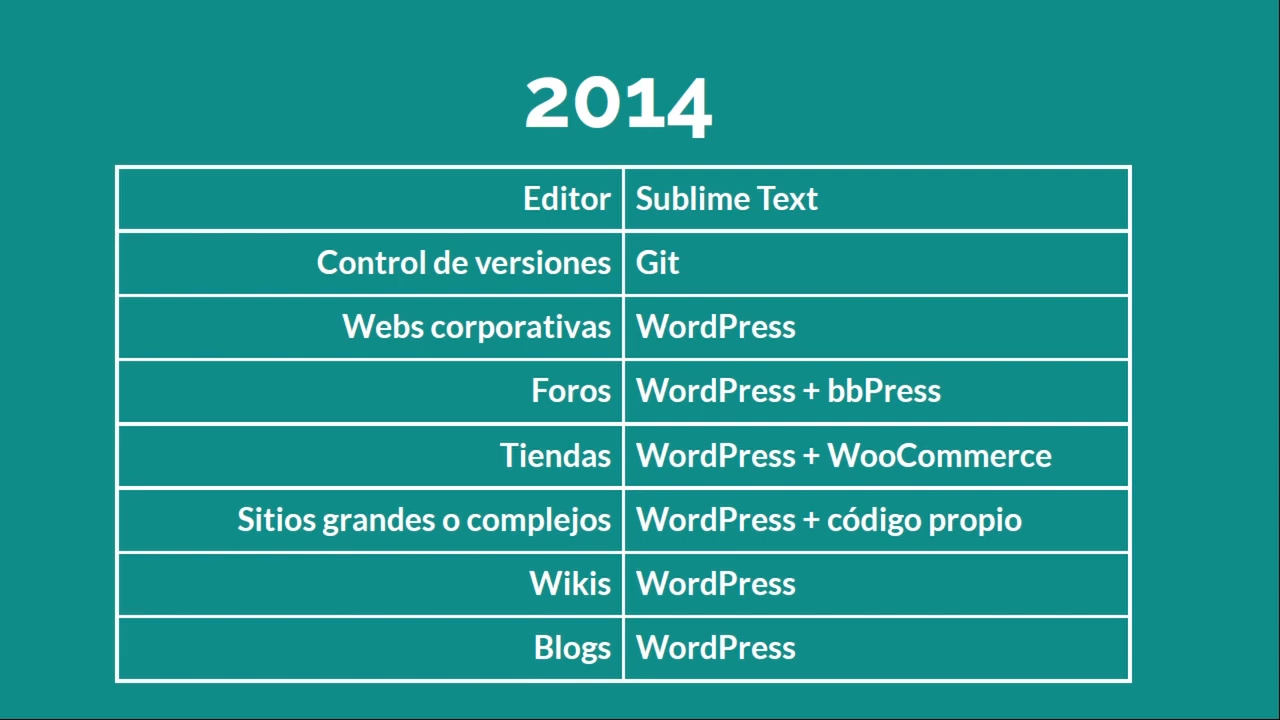 2014
Editor Sublime Text
Control de versiones Git
Webs corporativas WordPress
Foros WordPress + bbPress
Tiendas WordPress + WooCommerce
Sitios grandes o complejos WordPress + código propio
Wikis WordPress
Blogs WordPress